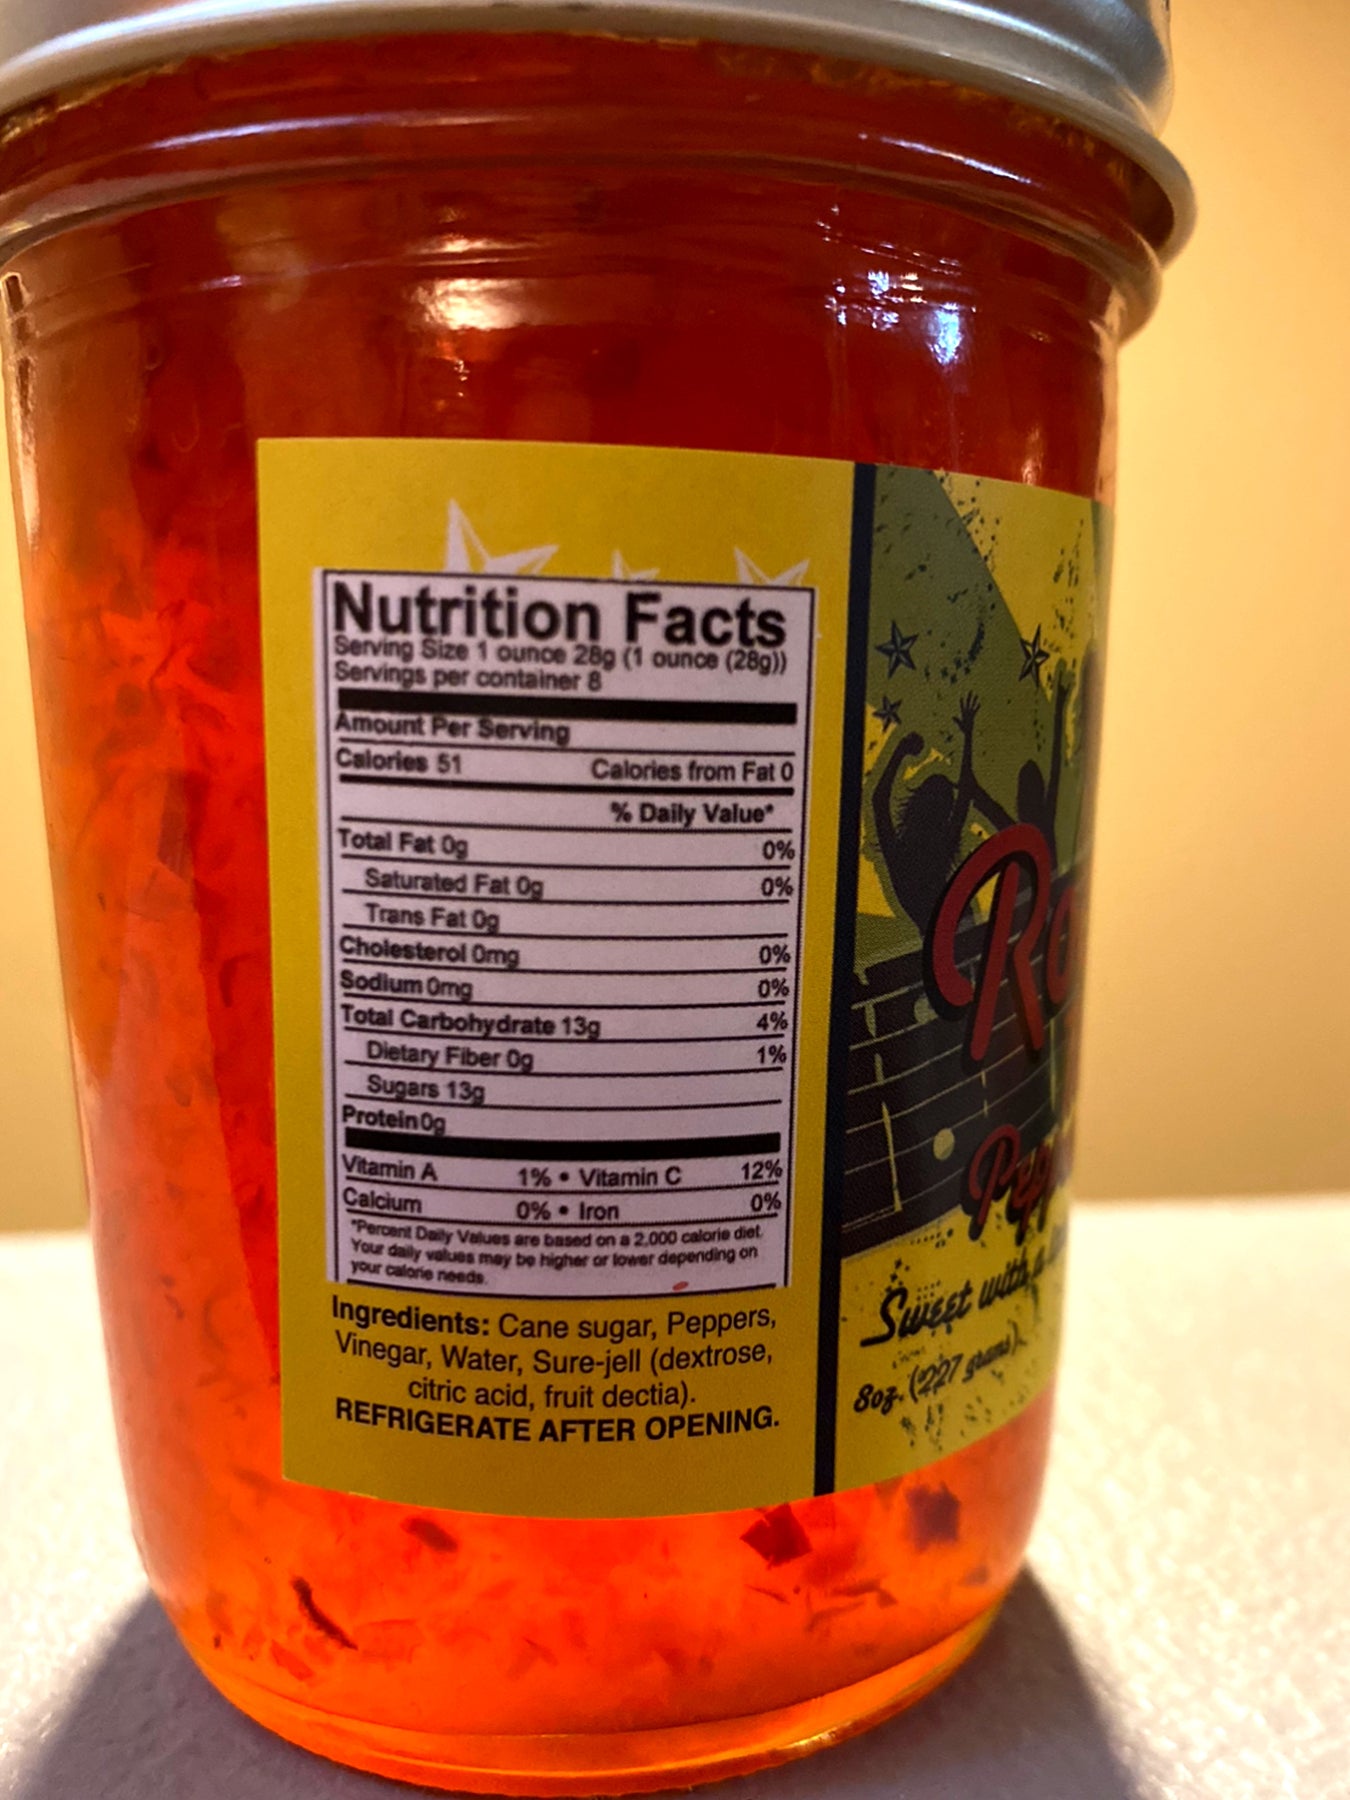 Nutrition Facts
Serving Size 1 ounce 28g (1 ounce (28g))
Servings per container 8
Amount Per Serving
Calories 51 Calories from Fat 0
% Daily Value*
Total Fat 0g 0%
Saturated Fat 0g 0%
Trans Fat 0g
Cholesterol 0mg 0%
Sodium 0mg 0%
Total Carbohydrate 13g 4%
Dietary Fiber 0g 1%
Sugars 13g
Protein 0g
Vitamin A 1% • Vitamin C 12%
Calcium 0% • Iron 0%
*Percent Daily Values are based on a 2,000 calorie diet.
Your daily values may be higher or lower depending on
your calorie needs.
Ingredients: Cane sugar, Peppers,
Vinegar, Water, Sure-jell (dextrose,
citric acid, fruit dectia).
REFRIGERATE AFTER OPENING.
Sweet with a
8oz. (227 grams)